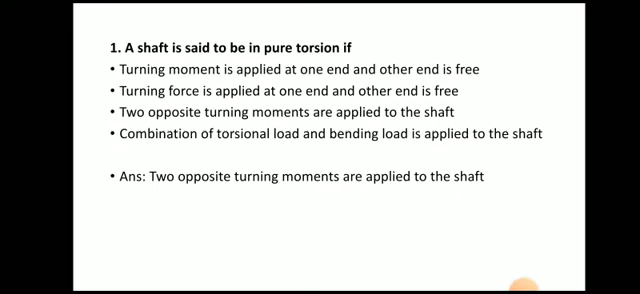 1. A shaft is said to be in pure torsion if
• Turning moment is applied at one end and other end is free
• Turning force is applied at one end and other end is free
• Two opposite turning moments are applied to the shaft
• Combination of torsional load and bending load is applied to the shaft
• Ans: Two opposite turning moments are applied to the shaft